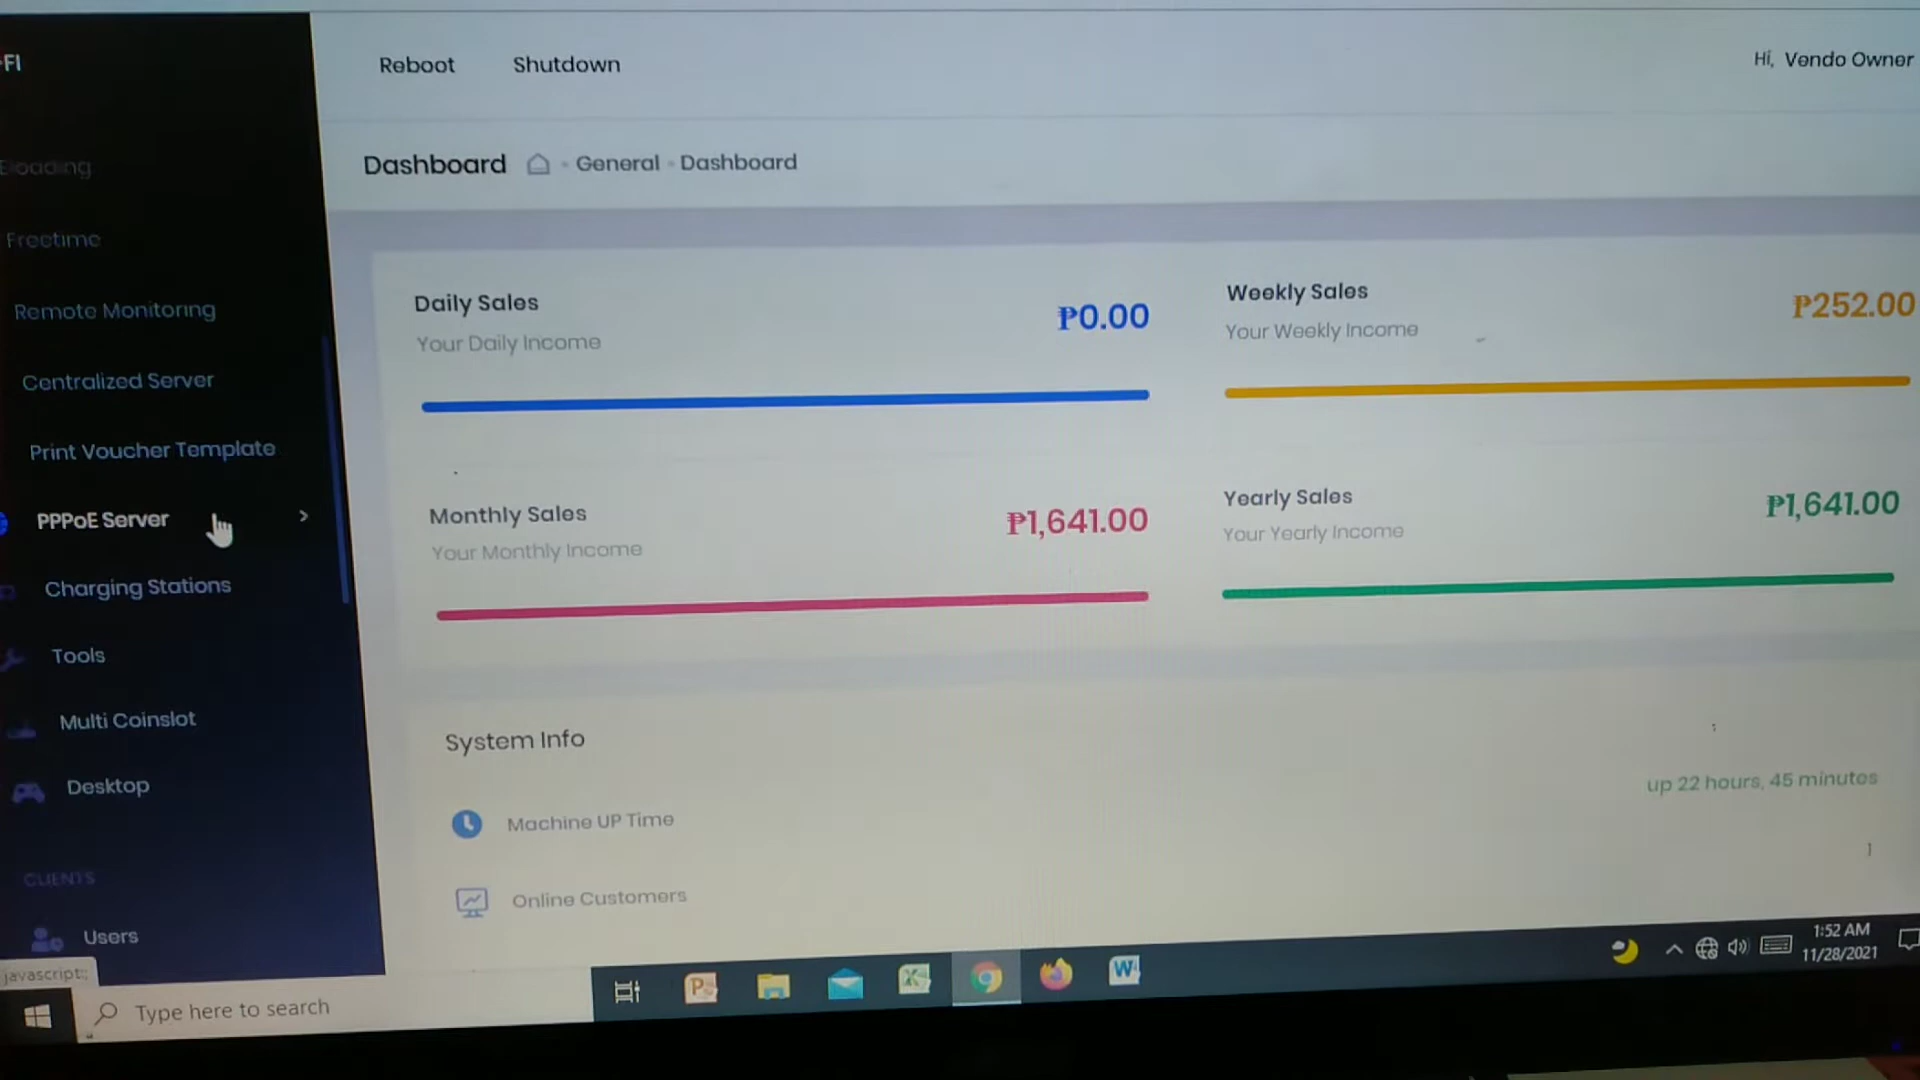 FI
Reboot
Shutdown
Hi, Vendo Owner
Eloading
Freetime
Remote Monitoring
Centralized Server
Print Voucher Template
PPPoE Server
Charging Stations
Tools
Multi Coinslot
Desktop
CLIENTS
Users
javascript:;
Dashboard - General - Dashboard
Daily Sales
Your Daily Income
₱0.00
Weekly Sales
Your Weekly Income
₱252.00
Monthly Sales
Your Monthly Income
₱1,641.00
Yearly Sales
Your Yearly Income
₱1,641.00
System Info
Machine UP Time
up 22 hours, 45 minutes
Online Customers
1
Type here to search
1:52 AM
11/28/2021